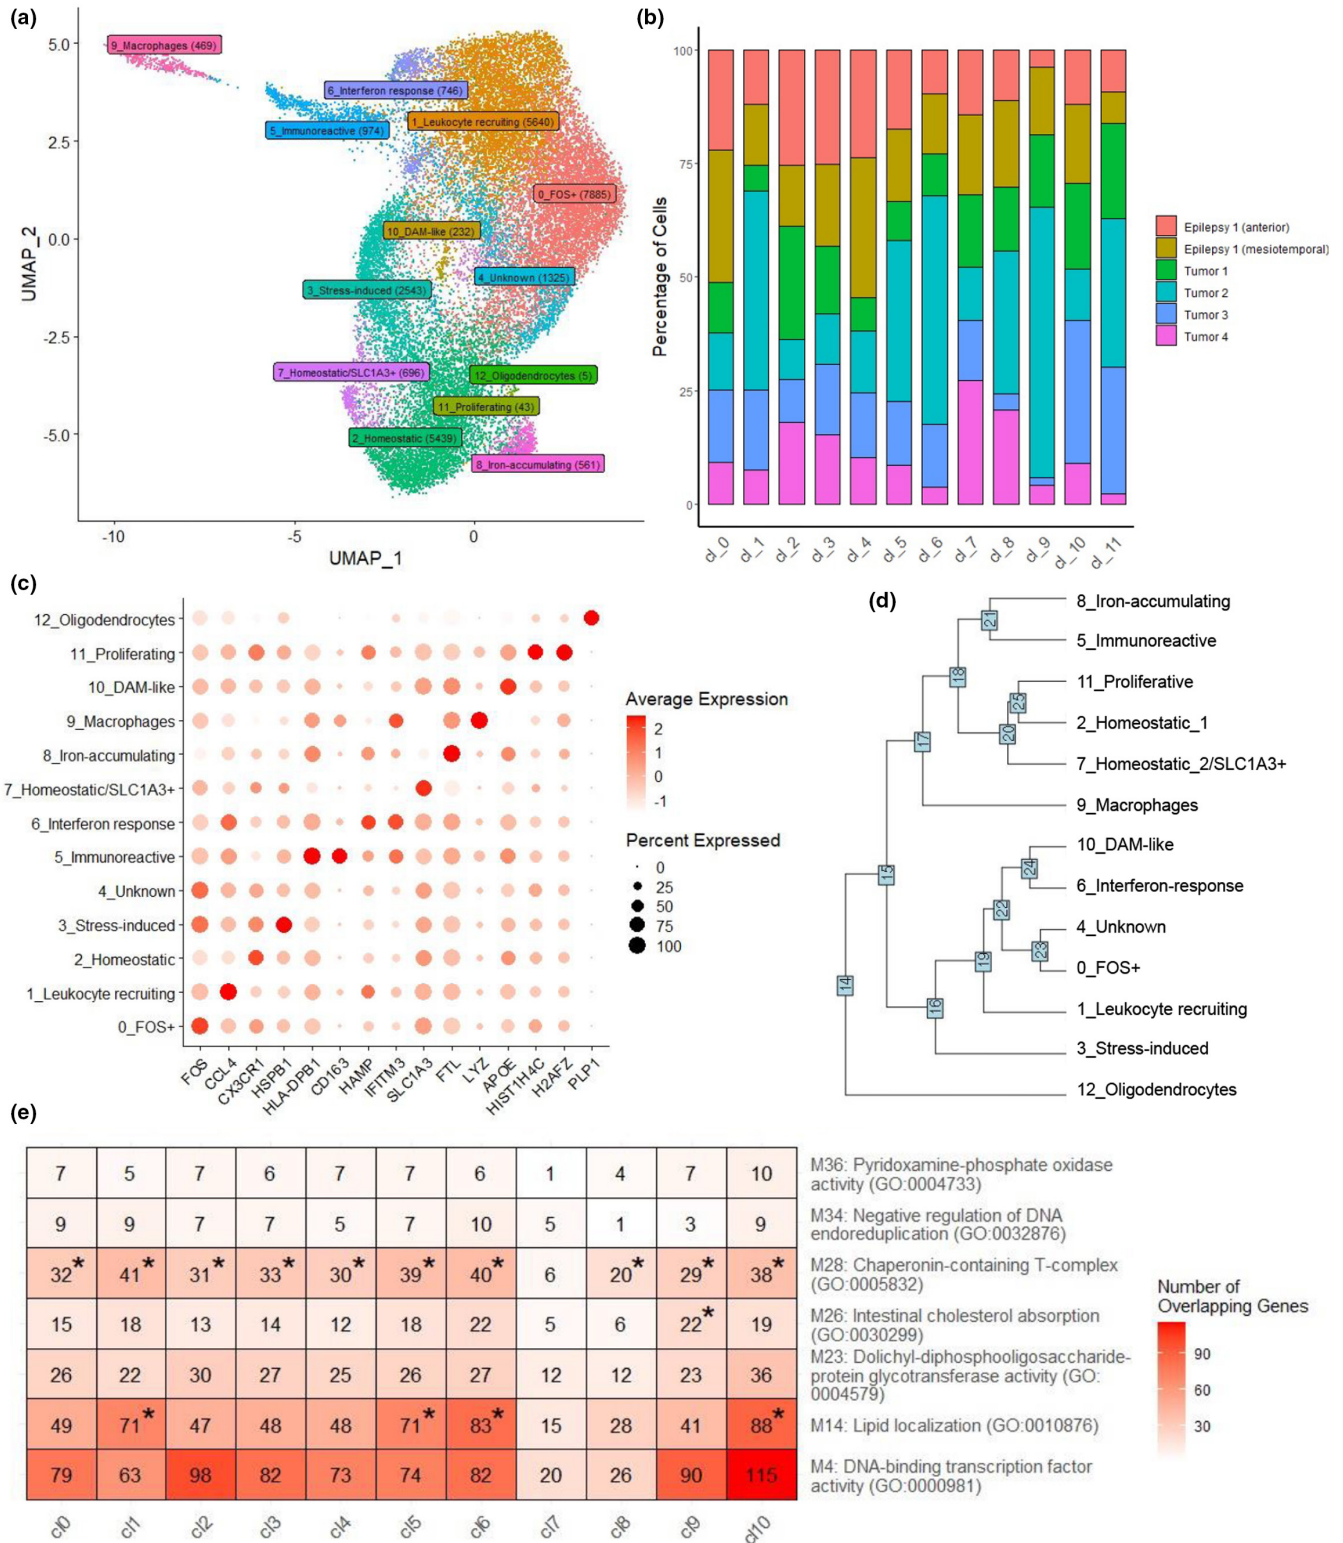 (a)
5.0
2.5
0.0
-2.5
-5.0
UMAP_2
-10
-5
0
UMAP_1
9_Macrophages (469)
6_Interferon response (746)
5_Immunoreactive (974)
1_Leukocyte recruiting (5640)
0_FOS+ (7885)
10_DAM-like (232)
4_Unknown (1325)
3_Stress-induced (2543)
7_Homeostatic/SLC1A3+ (696)
12_Oligodendrocytes (5)
11_Proliferating (43)
2_Homeostatic (5439)
8_Iron-accumulating (561)
(b)
100
75
50
25
0
Percentage of Cells
cl_0
cl_1
cl_2
cl_3
cl_4
cl_5
cl_6
cl_7
cl_8
cl_9
cl_10
cl_11
Epilepsy 1 (anterior)
Epilepsy 1 (mesiotemporal)
Tumor 1
Tumor 2
Tumor 3
Tumor 4
(c)
12_Oligodendrocytes
11_Proliferating
10_DAM-like
9_Macrophages
8_Iron-accumulating
7_Homeostatic/SLC1A3+
6_Interferon response
5_Immunoreactive
4_Unknown
3_Stress-induced
2_Homeostatic
1_Leukocyte recruiting
0_FOS+
FOS
CCL4
CX3CR1
HSPB1
HLA-DPB1
CD163
HAMP
IFITM3
SLC1A3
FTL
LYZ
APOE
HIST1H4C
H2AFZ
PLP1
Average Expression
2
1
0
-1
Percent Expressed
0
25
50
75
100
(d)
8_Iron-accumulating
5_Immunoreactive
11_Proliferative
2_Homeostatic_1
7_Homeostatic_2/SLC1A3+
9_Macrophages
10_DAM-like
6_Interferon-response
4_Unknown
0_FOS+
1_Leukocyte recruiting
3_Stress-induced
12_Oligodendrocytes
21
18
25
20
17
15
24
22
23
19
14
16
(e)
7 5 7 6 7 7 6 1 4 7 10
M36: Pyridoxamine-phosphate oxidase
activity (GO:0004733)
9 9 7 7 5 7 10 5 1 3 9
M34: Negative regulation of DNA
endoreduplication (GO:0032876)
32* 41* 31* 33* 30* 39* 40* 6 20* 29* 38*
M28: Chaperonin-containing T-complex
(GO:0005832)
15 18 13 14 12 18 22 5 6 22* 19
M26: Intestinal cholesterol absorption
(GO:0030299)
26 22 30 27 25 26 27 12 12 23 36
M23: Dolichyl-diphosphooligosaccharide-
protein glycotransferase activity (GO:
0004579)
49 71* 47 48 48 71* 83* 15 28 41 88*
M14: Lipid localization (GO:0010876)
79 63 98 82 73 74 82 20 26 90 115
M4: DNA-binding transcription factor
activity (GO:0000981)
cl0
cl1
cl2
cl3
cl4
cl5
cl6
cl7
cl8
cl9
cl10
Number of
Overlapping Genes
90
60
30